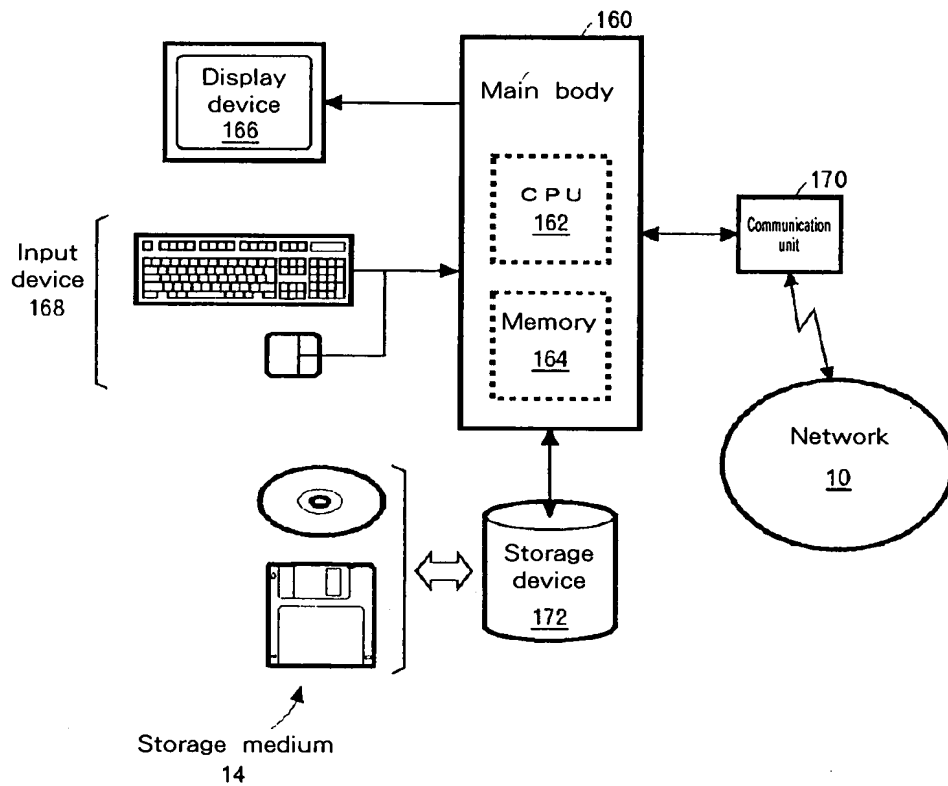 160
Display
device
166
Main body
CPU
162
170
Communication
unit
Input
device
168
Memory
164
Network
10
Storage
device
172
Storage medium
14